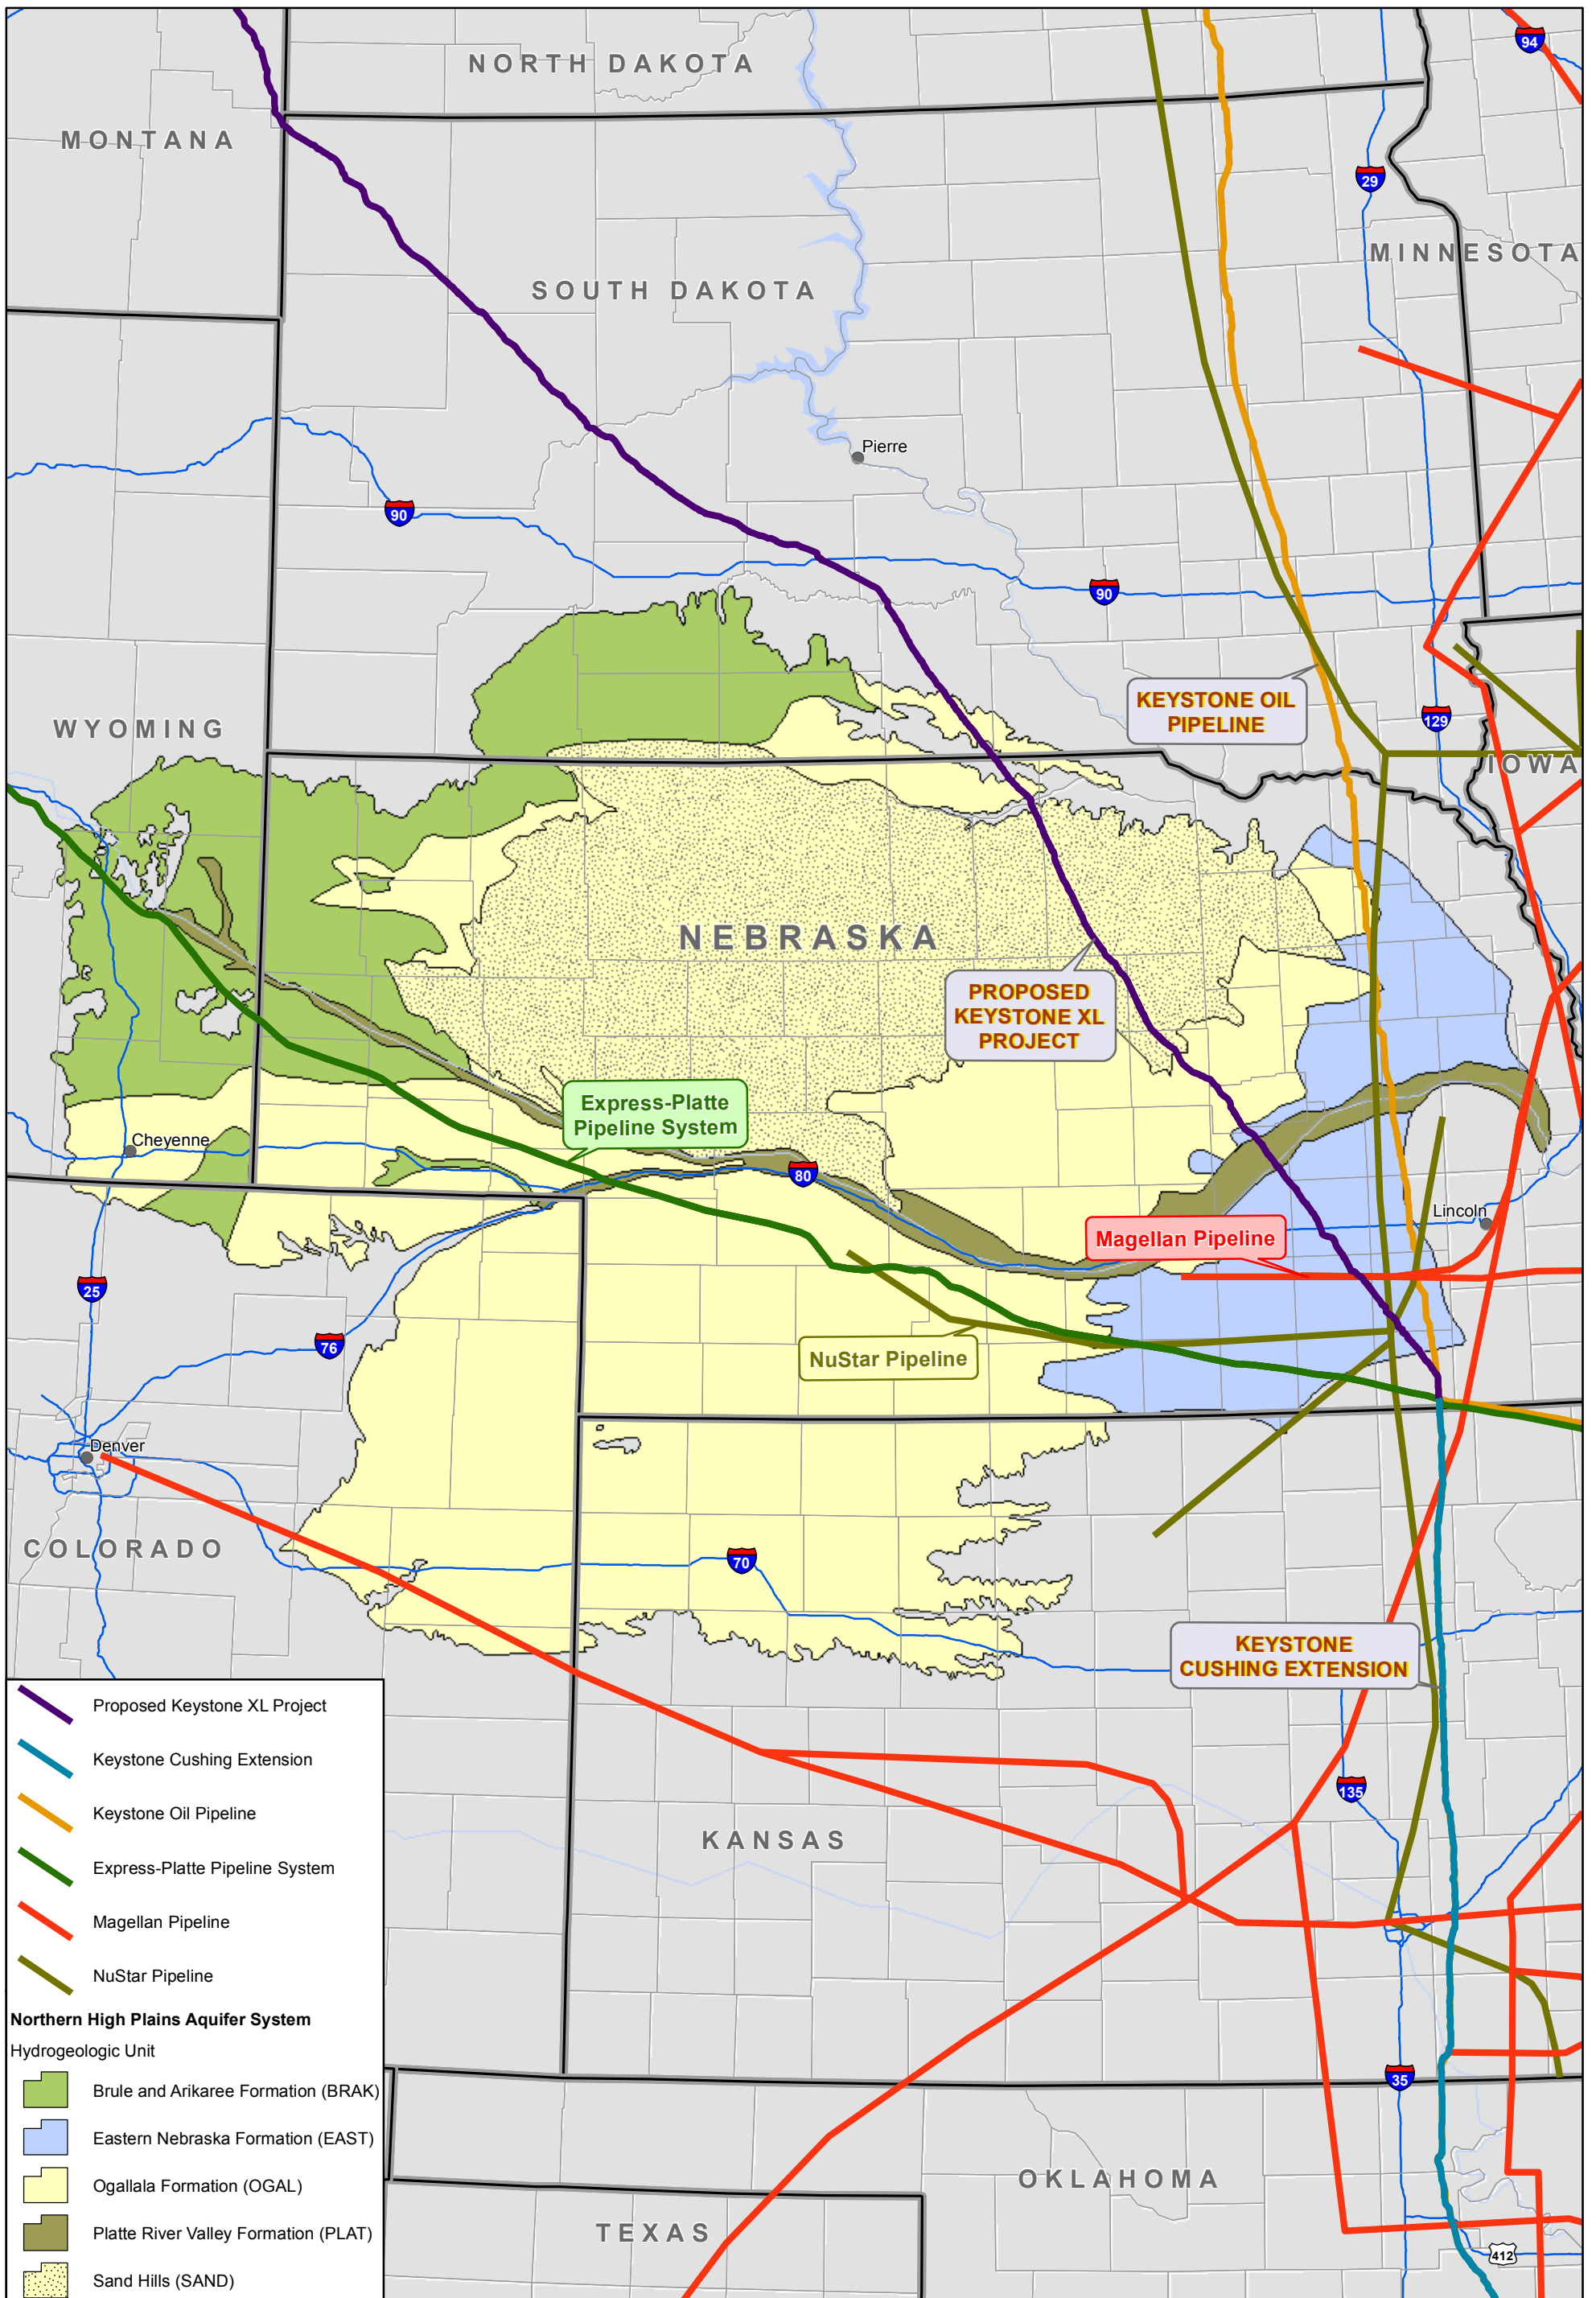 NORTH DAKOTA
94
MONTANA
29
MINNESOTA
SOUTH DAKOTA
Pierre
90
90
KEYSTONE OIL
PIPELINE
129
WYOMING
IOWA
NEBRASKA
PROPOSED
KEYSTONE XL
PROJECT
Express-Platte
Pipeline System
Cheyenne
80
Lincoln
Magellan Pipeline
25
76
NuStar Pipeline
Denver
COLORADO
70
KEYSTONE
CUSHING EXTENSION
135
KANSAS
35
OKLAHOMA
TEXAS
412
Proposed Keystone XL Project
Keystone Cushing Extension
Keystone Oil Pipeline
Express-Platte Pipeline System
Magellan Pipeline
NuStar Pipeline
Northern High Plains Aquifer System
Hydrogeologic Unit
Brule and Arikaree Formation (BRAK)
Eastern Nebraska Formation (EAST)
Ogallala Formation (OGAL)
Platte River Valley Formation (PLAT)
Sand Hills (SAND)